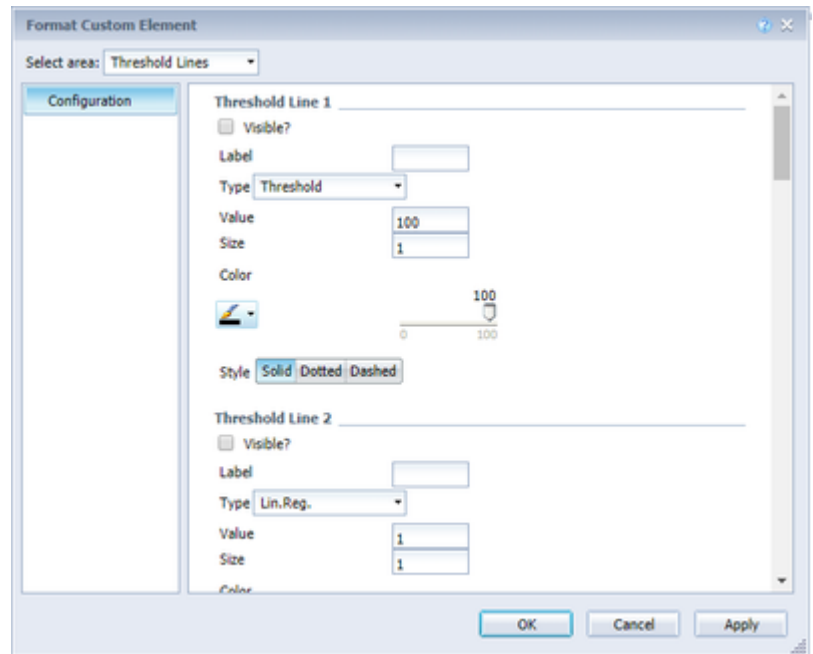 Format Custom Element
Select area: Threshold Lines
Configuration
Threshold Line 1
Visible?
Label
Type Threshold
Value 100
Size 1
Color
100
0 100
Style Solid Dotted Dashed
Threshold Line 2
Visible?
Label
Type Lin.Reg.
Value 1
Size 1
Color
OK Cancel Apply